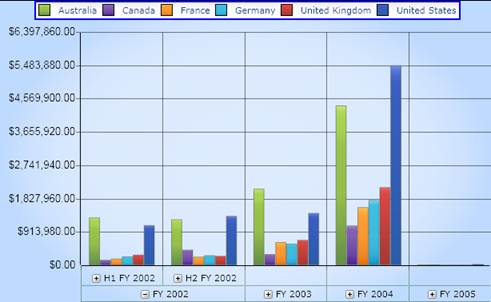 Australia Canada France Germany United Kingdom United States
$6,397,860.00
$5,483,880.00
$4,569,900.00
$3,655,920.00
$2,741,940.00
$1,827,960.00
$913,980.00
$0.00
H1 FY 2002 H2 FY 2002
FY 2002 FY 2003 FY 2004 FY 2005